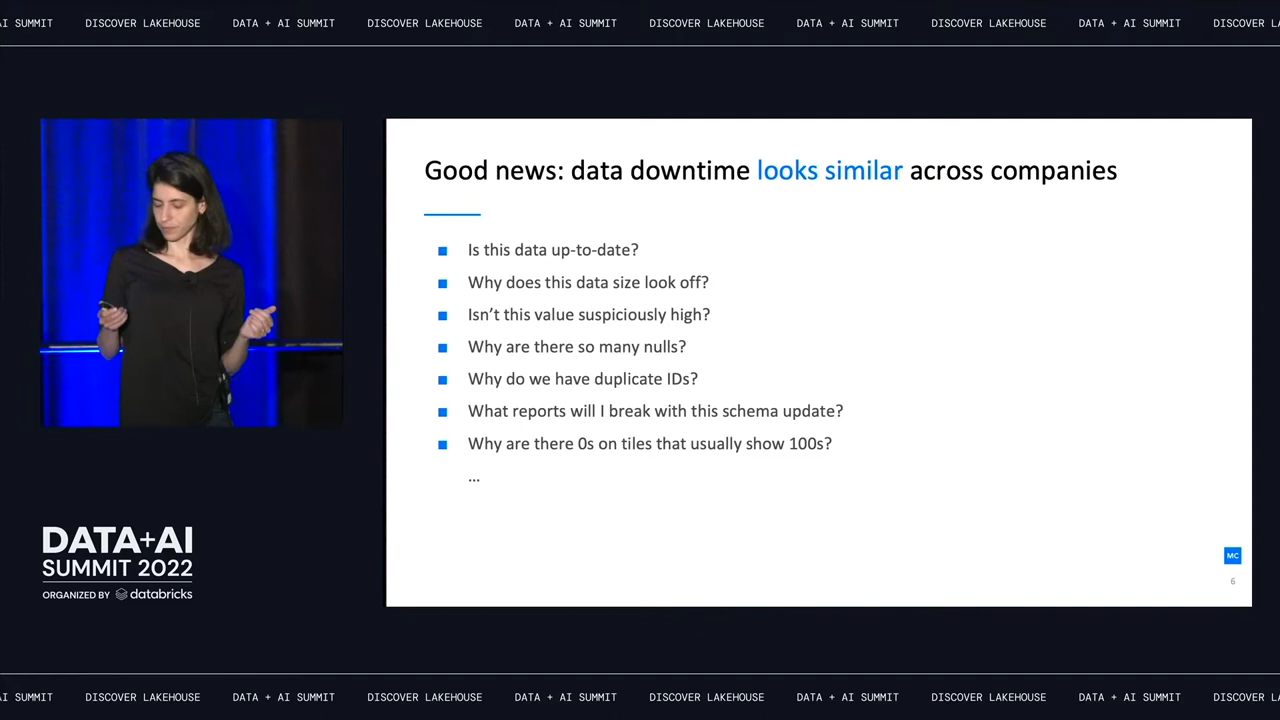 AI SUMMIT DISCOVER LAKEHOUSE DATA + AI SUMMIT DISCOVER LAKEHOUSE DATA + AI SUMMIT DISCOVER LAKEHOUSE DATA + AI SUMMIT DISCOVER LAKEHOUSE DATA + AI SUMMIT DISCOVER LA
Good news: data downtime looks similar across companies
Is this data up-to-date?
Why does this data size look off?
Isn’t this value suspiciously high?
Why are there so many nulls?
Why do we have duplicate IDs?
What reports will I break with this schema update?
Why are there 0s on tiles that usually show 100s?
...
MC
6
DATA+AI
SUMMIT 2022
ORGANIZED BY databricks
AI SUMMIT DISCOVER LAKEHOUSE DATA + AI SUMMIT DISCOVER LAKEHOUSE DATA + AI SUMMIT DISCOVER LAKEHOUSE DATA + AI SUMMIT DISCOVER LAKEHOUSE DATA + AI SUMMIT DISCOVER LA